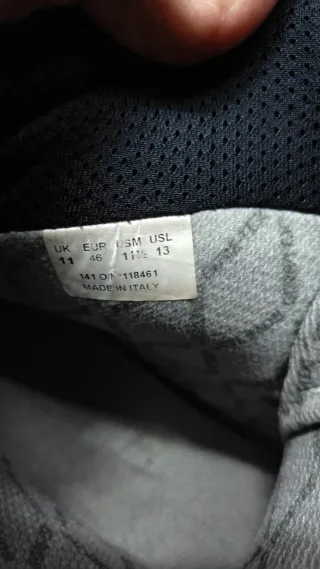 UK EUR USM USL
11 46 11½ 13
141 O/N°118461
MADE IN ITALY